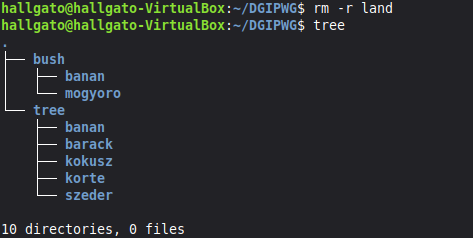 hallgato@hallgato-VirtualBox:~/DGIPWG$ rm -r land
hallgato@hallgato-VirtualBox:~/DGIPWG$ tree
.
├── bush
│   ├── banan
│   └── mogyoro
└── tree
    ├── banan
    ├── barack
    ├── kokusz
    ├── korte
    └── szeder
10 directories, 0 files